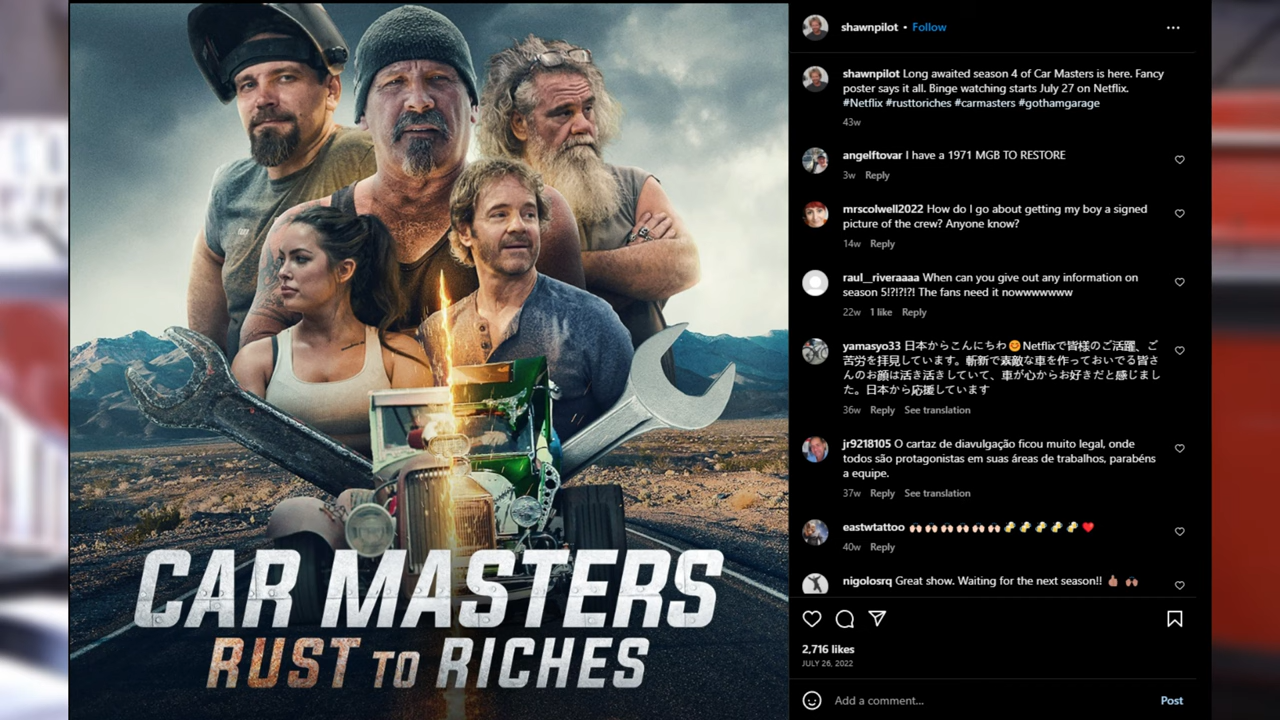 CAR MASTERS
RUST TO RICHES
shawnpilot • Follow
shawnpilot Long awaited season 4 of Car Masters is here. Fancy
poster says it all. Binge watching starts July 27 on Netflix.
#Netflix #rusttoriches #carmasters #gothamgarage
43w
angelftovar I have a 1971 MGB TO RESTORE
3w Reply
mrscolwell2022 How do I go about getting my boy a signed
picture of the crew? Anyone know?
14w Reply
raul__riveraaaa When can you give out any information on
season 5!?!?!?! The fans need it nowwwwwww
22w 1 like Reply
yamasyo33 日本からこんにちわ😊Netflixで皆様のご活躍、ご
苦労を拝見しています。斬新で素敵な車を作っておいでる皆さ
んのお顔は活き活きしていて、車が心からお好きだと感じまし
た。日本から応援しています
36w Reply See translation
jr9218105 O cartaz de diavulgação ficou muito legal, onde
todos são protagonistas em suas áreas de trabalhos, parabéns
a equipe.
37w Reply See translation
eastwtattoo
40w Reply
nigolosrq Great show. Waiting for the next season!!
2,716 likes
JULY 26, 2022
Add a comment...
Post